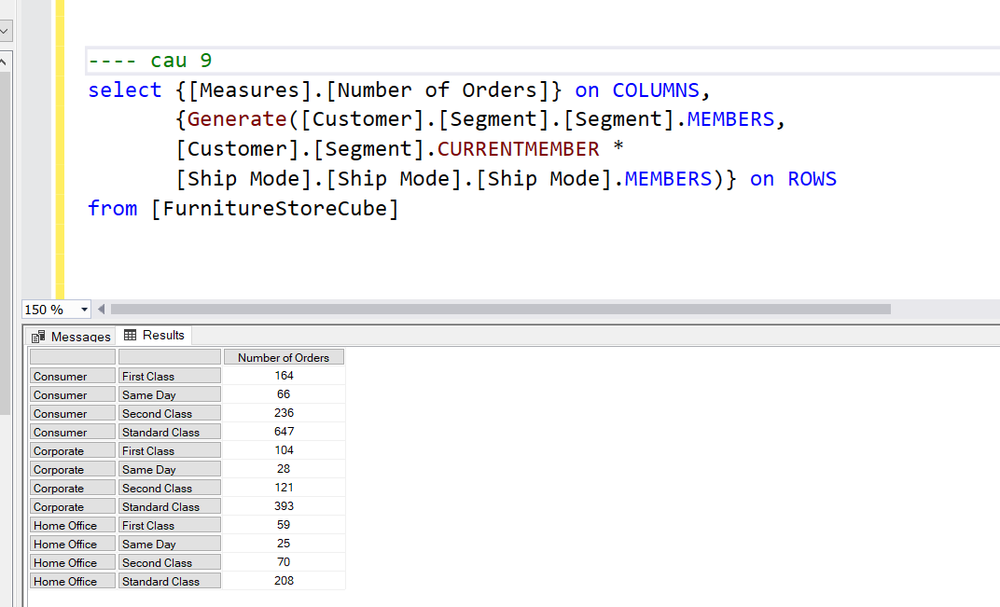 ---- cau 9
select {[Measures].[Number of Orders]} on COLUMNS,
{Generate([Customer].[Segment].[Segment].MEMBERS,
[Customer].[Segment].CURRENTMEMBER *
[Ship Mode].[Ship Mode].[Ship Mode].MEMBERS)} on ROWS
from [FurnitureStoreCube]
150 %
Messages Results
Number of Orders
Consumer First Class 164
Consumer Same Day 66
Consumer Second Class 236
Consumer Standard Class 647
Corporate First Class 104
Corporate Same Day 28
Corporate Second Class 121
Corporate Standard Class 393
Home Office First Class 59
Home Office Same Day 25
Home Office Second Class 70
Home Office Standard Class 208